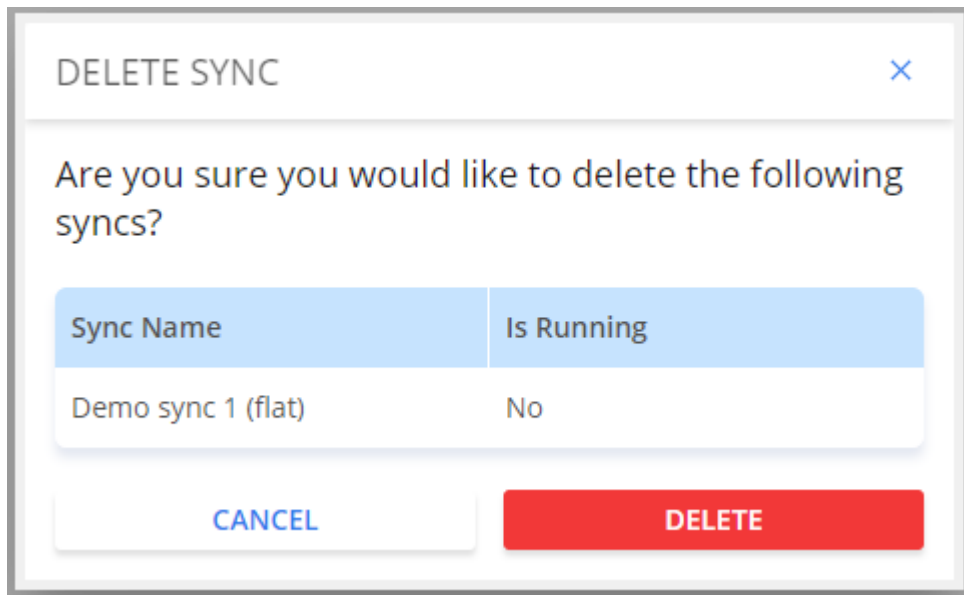 DELETE SYNC
Are you sure you would like to delete the following
syncs?
Sync Name Is Running
Demo sync 1 (flat) No
CANCEL DELETE